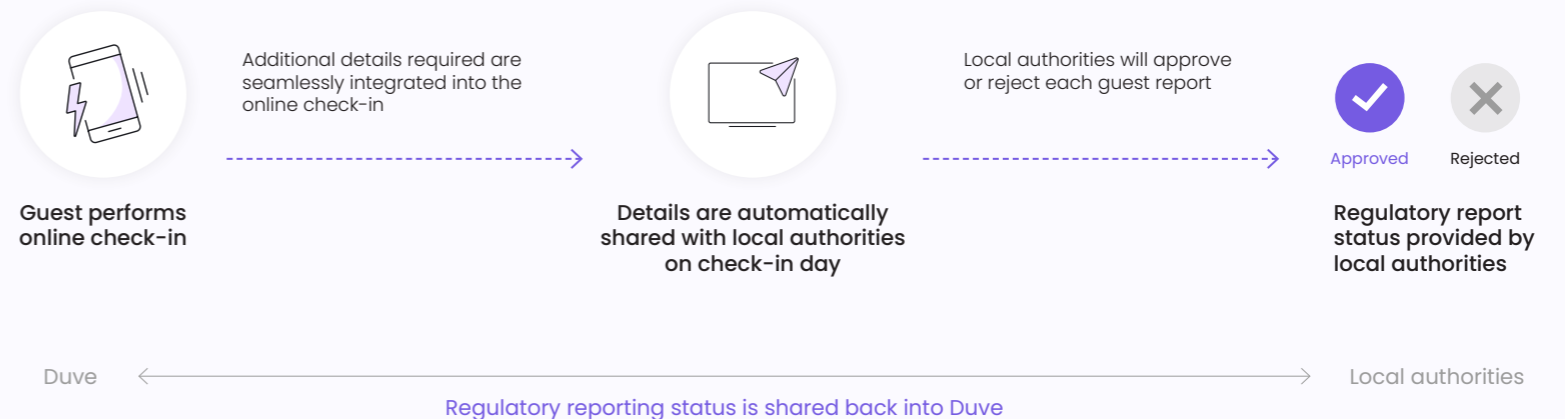 Guest performs
online check-in
Additional details required are
seamlessly integrated into the
online check-in
Details are automatically
shared with local authorities
on check-in day
Local authorities will approve
or reject each guest report
Approved
Rejected
Regulatory report
status provided by
local authorities
Duve
Local authorities
Regulatory reporting status is shared back into Duve